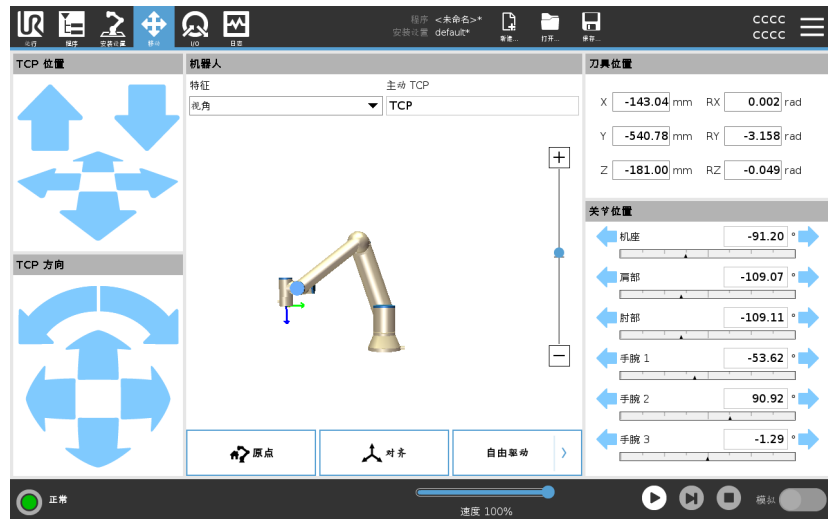 UR
程序 <未命名>*
安装设置 default*
CCCC
CCCC
运行 程序 安装设置 移动 I/O 日志 新建... 打开... 保存...
TCP 位置
机器人
刀具位置
特征
主动 TCP
视角
TCP
X -143.04 mm RX 0.002 rad
Y -540.78 mm RY -3.158 rad
Z -181.00 mm RZ -0.049 rad
关节位置
机座 -91.20 °
TCP 方向
肩部 -109.07 °
肘部 -109.11 °
手腕 1 -53.62 °
手腕 2 90.92 °
手腕 3 -1.29 °
原点
对齐
自由驱动
正常
速度 100%
模拟